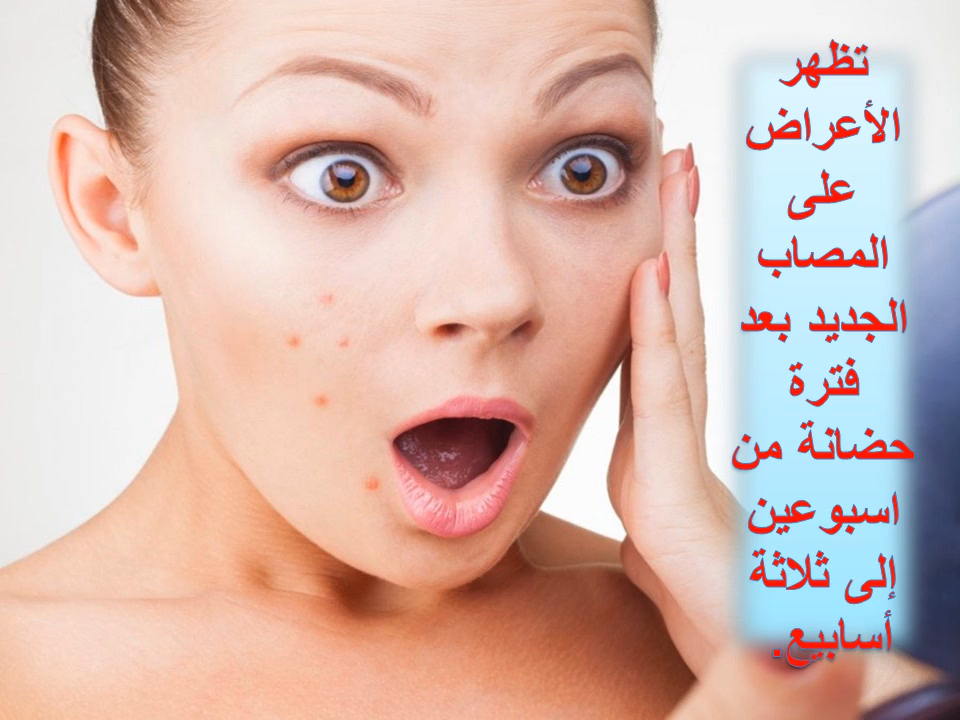 تظهر
الأعراض
على
المصاب
الجديد بعد
فترة
حضانة من
اسبوعين
إلى ثلاثة
أسابيع.